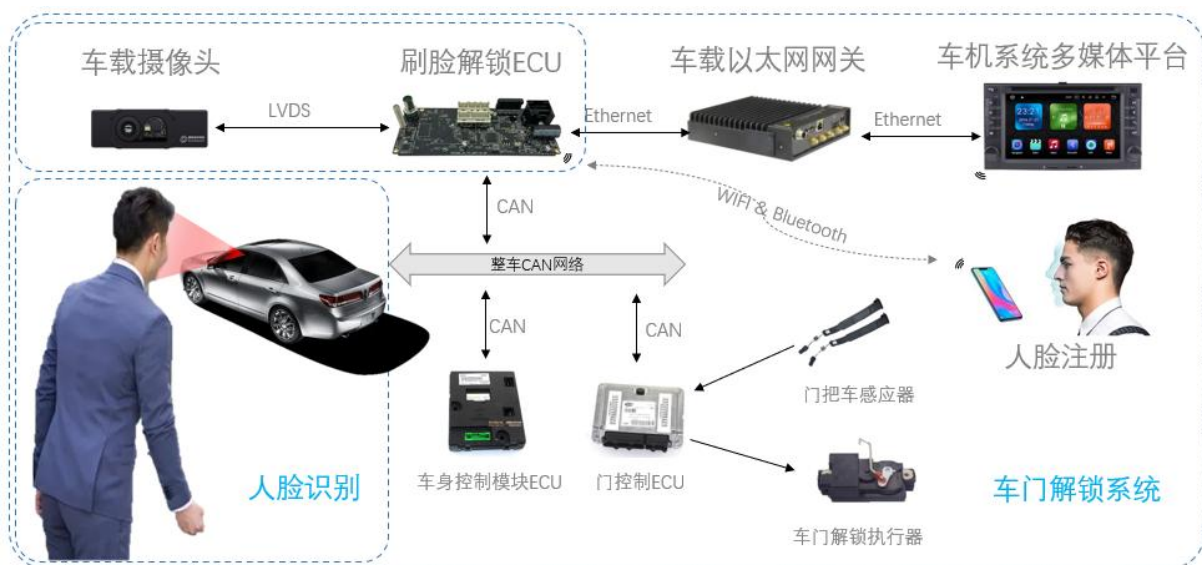 车载摄像头
刷脸解锁ECU
车载以太网网关
车机系统多媒体平台
LVDS
Ethernet
Ethernet
23:21
CAN
WIFI & Bluetooth
整车CAN网络
CAN
CAN
人脸注册
门把车感应器
人脸识别
车身控制模块ECU
门控制ECU
车门解锁系统
车门解锁执行器